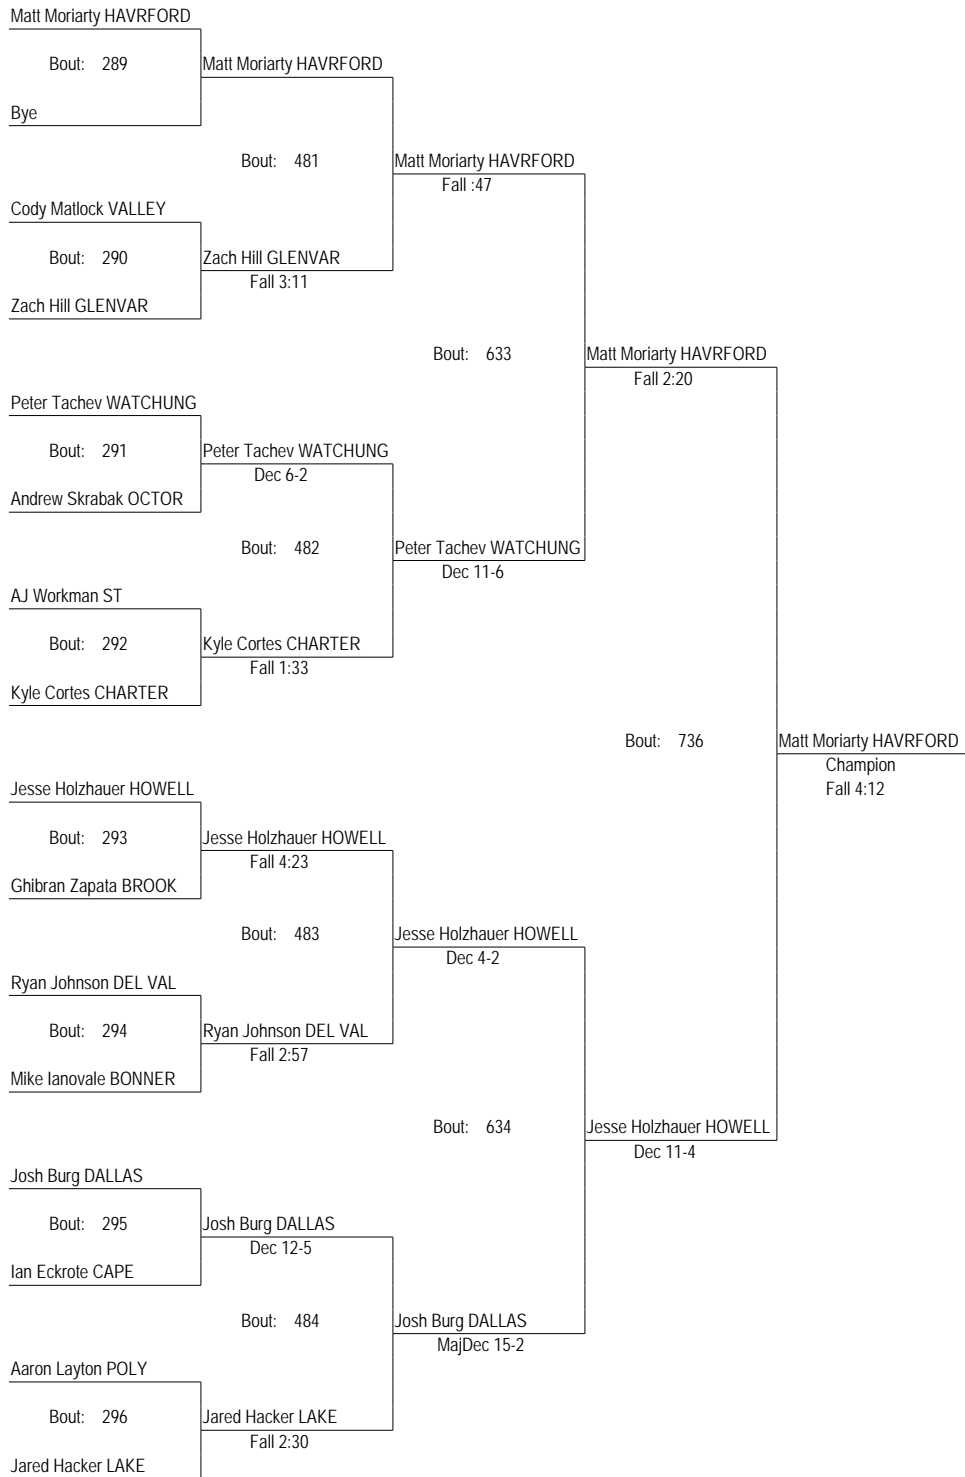 Matt Moriarty HAVRFORD
Bout: 289
Matt Moriarty HAVRFORD
Bye
Bout: 481
Matt Moriarty HAVRFORD
Fall :47
Cody Matlock VALLEY
Bout: 290
Zach Hill GLENVAR
Fall 3:11
Zach Hill GLENVAR
Bout: 633
Matt Moriarty HAVRFORD
Fall 2:20
Peter Tachev WATCHUNG
Bout: 291
Peter Tachev WATCHUNG
Dec 6-2
Andrew Skrabak OCTOR
Bout: 482
Peter Tachev WATCHUNG
Dec 11-6
AJ Workman ST
Bout: 292
Kyle Cortes CHARTER
Fall 1:33
Kyle Cortes CHARTER
Bout: 736
Matt Moriarty HAVRFORD
Champion
Fall 4:12
Jesse Holzhauer HOWELL
Bout: 293
Jesse Holzhauer HOWELL
Fall 4:23
Ghibran Zapata BROOK
Bout: 483
Jesse Holzhauer HOWELL
Dec 4-2
Ryan Johnson DEL VAL
Bout: 294
Ryan Johnson DEL VAL
Fall 2:57
Mike Ianovale BONNER
Bout: 634
Jesse Holzhauer HOWELL
Dec 11-4
Josh Burg DALLAS
Bout: 295
Josh Burg DALLAS
Dec 12-5
Ian Eckrote CAPE
Bout: 484
Josh Burg DALLAS
MajDec 15-2
Aaron Layton POLY
Bout: 296
Jared Hacker LAKE
Fall 2:30
Jared Hacker LAKE